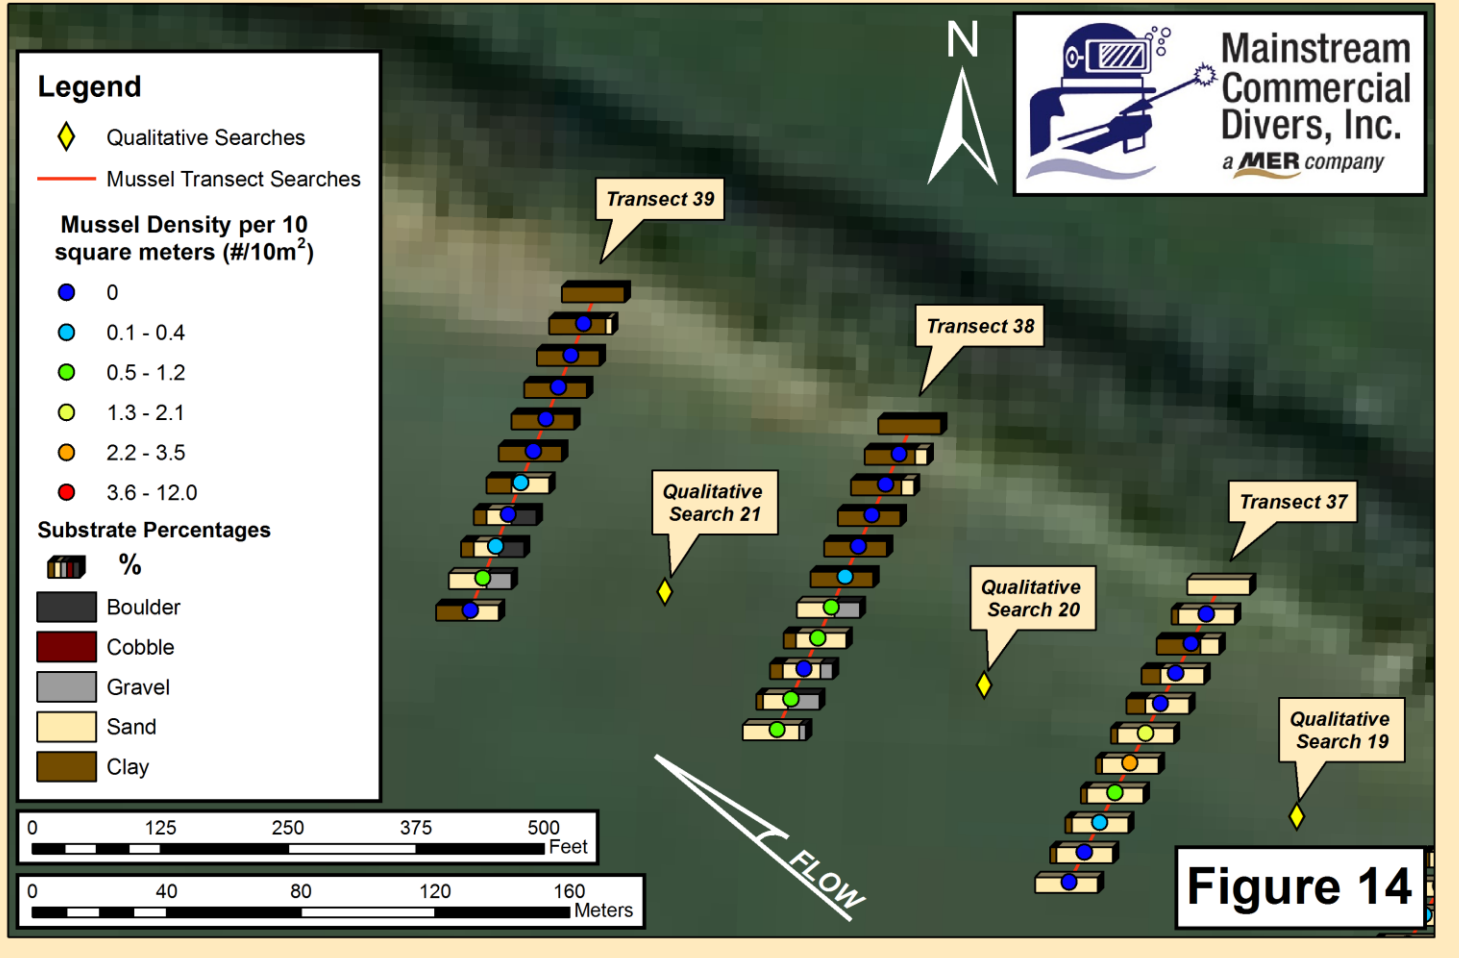 Legend
Qualitative Searches
Mussel Transect Searches
Mussel Density per 10
square meters (#/10m²)
0
0.1 - 0.4
0.5 - 1.2
1.3 - 2.1
2.2 - 3.5
3.6 - 12.0
Substrate Percentages
%
Boulder
Cobble
Gravel
Sand
Clay
0 125 250 375 500
Feet
0 40 80 120 160
Meters
N
Mainstream
Commercial
Divers, Inc.
a MER company
Transect 39
Transect 38
Transect 37
Qualitative
Search 21
Qualitative
Search 20
Qualitative
Search 19
FLOW
Figure 14